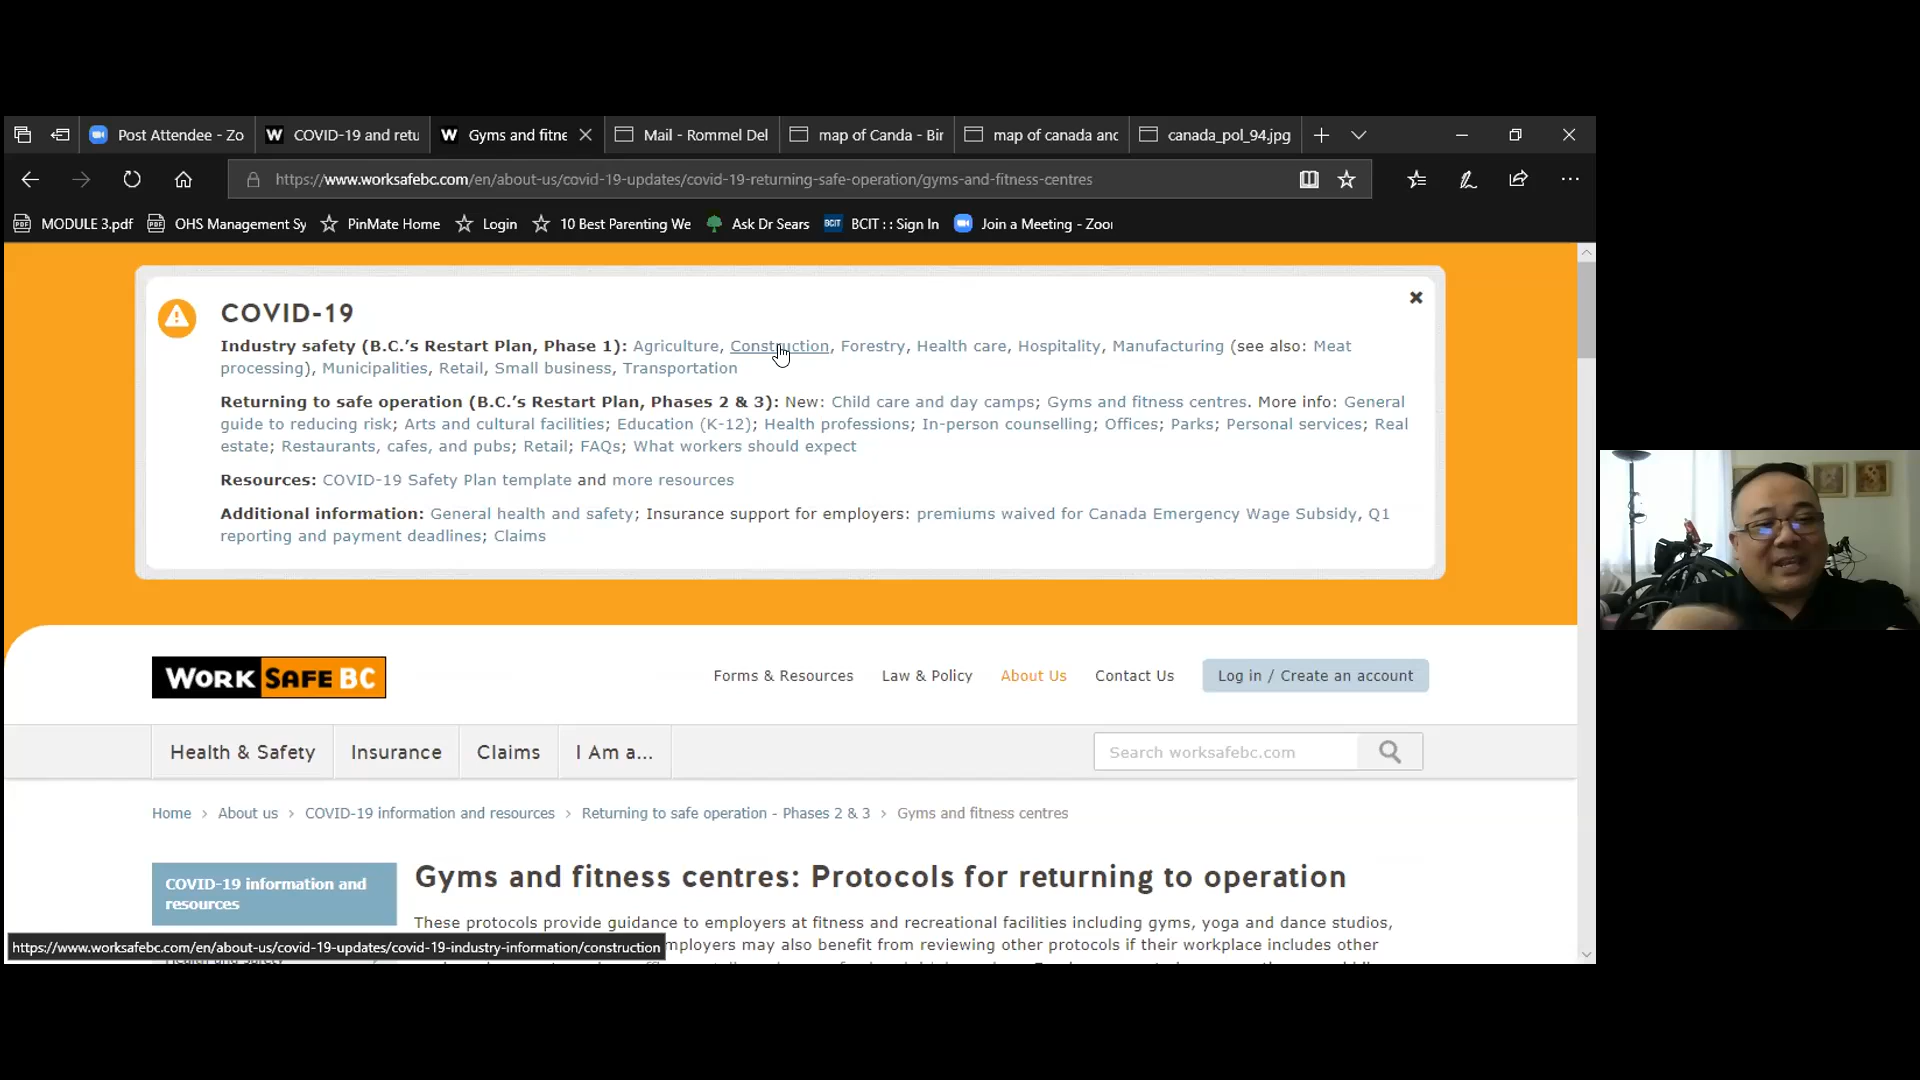 Post Attendee - Zo
COVID-19 and retu
Gyms and fitne
Mail - Rommel Del
map of Canda - Bir
map of canada anc
canada_pol_94.jpg
https://www.worksafebc.com/en/about-us/covid-19-updates/covid-19-returning-safe-operation/gyms-and-fitness-centres
MODULE 3.pdf
OHS Management Sy
PinMate Home
Login
10 Best Parenting We
Ask Dr Sears
BCIT BCIT :: Sign In
Join a Meeting - Zoor
COVID-19
Industry safety (B.C.'s Restart Plan, Phase 1): Agriculture, Construction, Forestry, Health care, Hospitality, Manufacturing (see also: Meat
processing), Municipalities, Retail, Small business, Transportation
Returning to safe operation (B.C.'s Restart Plan, Phases 2 & 3): New: Child care and day camps; Gyms and fitness centres. More info: General
guide to reducing risk; Arts and cultural facilities; Education (K-12); Health professions; In-person counselling; Offices; Parks; Personal services; Real
estate; Restaurants, cafes, and pubs; Retail; FAQs; What workers should expect
Resources: COVID-19 Safety Plan template and more resources
Additional information: General health and safety; Insurance support for employers: premiums waived for Canada Emergency Wage Subsidy, Q1
reporting and payment deadlines; Claims
WORK SAFE BC
Forms & Resources
Law & Policy
About Us
Contact Us
Log in / Create an account
Health & Safety
Insurance
Claims
I Am a...
Search worksafebc.com
Home > About us > COVID-19 information and resources > Returning to safe operation - Phases 2 & 3 > Gyms and fitness centres
COVID-19 information and
resources
Gyms and fitness centres: Protocols for returning to operation
These protocols provide guidance to employers at fitness and recreational facilities including gyms, yoga and dance studios,
mployers may also benefit from reviewing other protocols if their workplace includes other
https://www.worksafebc.com/en/about-us/covid-19-updates/covid-19-industry-information/construction